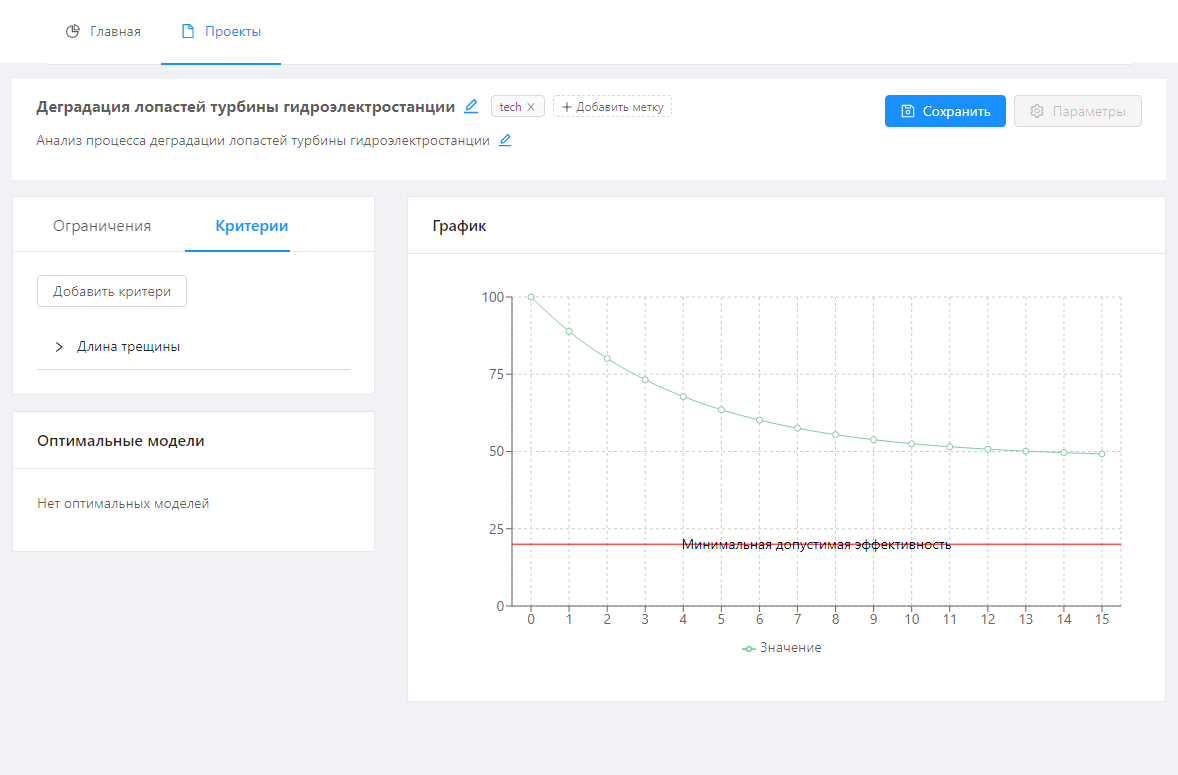 Главная
Проекты
Деградация лопастей турбины гидроэлектростанции
tech
Добавить метку
Сохранить
Параметры
Анализ процесса деградации лопастей турбины гидроэлектростанции
Ограничения
Критерии
Добавить критери
Длина трещины
Оптимальные модели
Нет оптимальных моделей
График
100
75
50
25
0
Минимальная допустимая эффективность
0 1 2 3 4 5 6 7 8 9 10 11 12 13 14 15
Значение